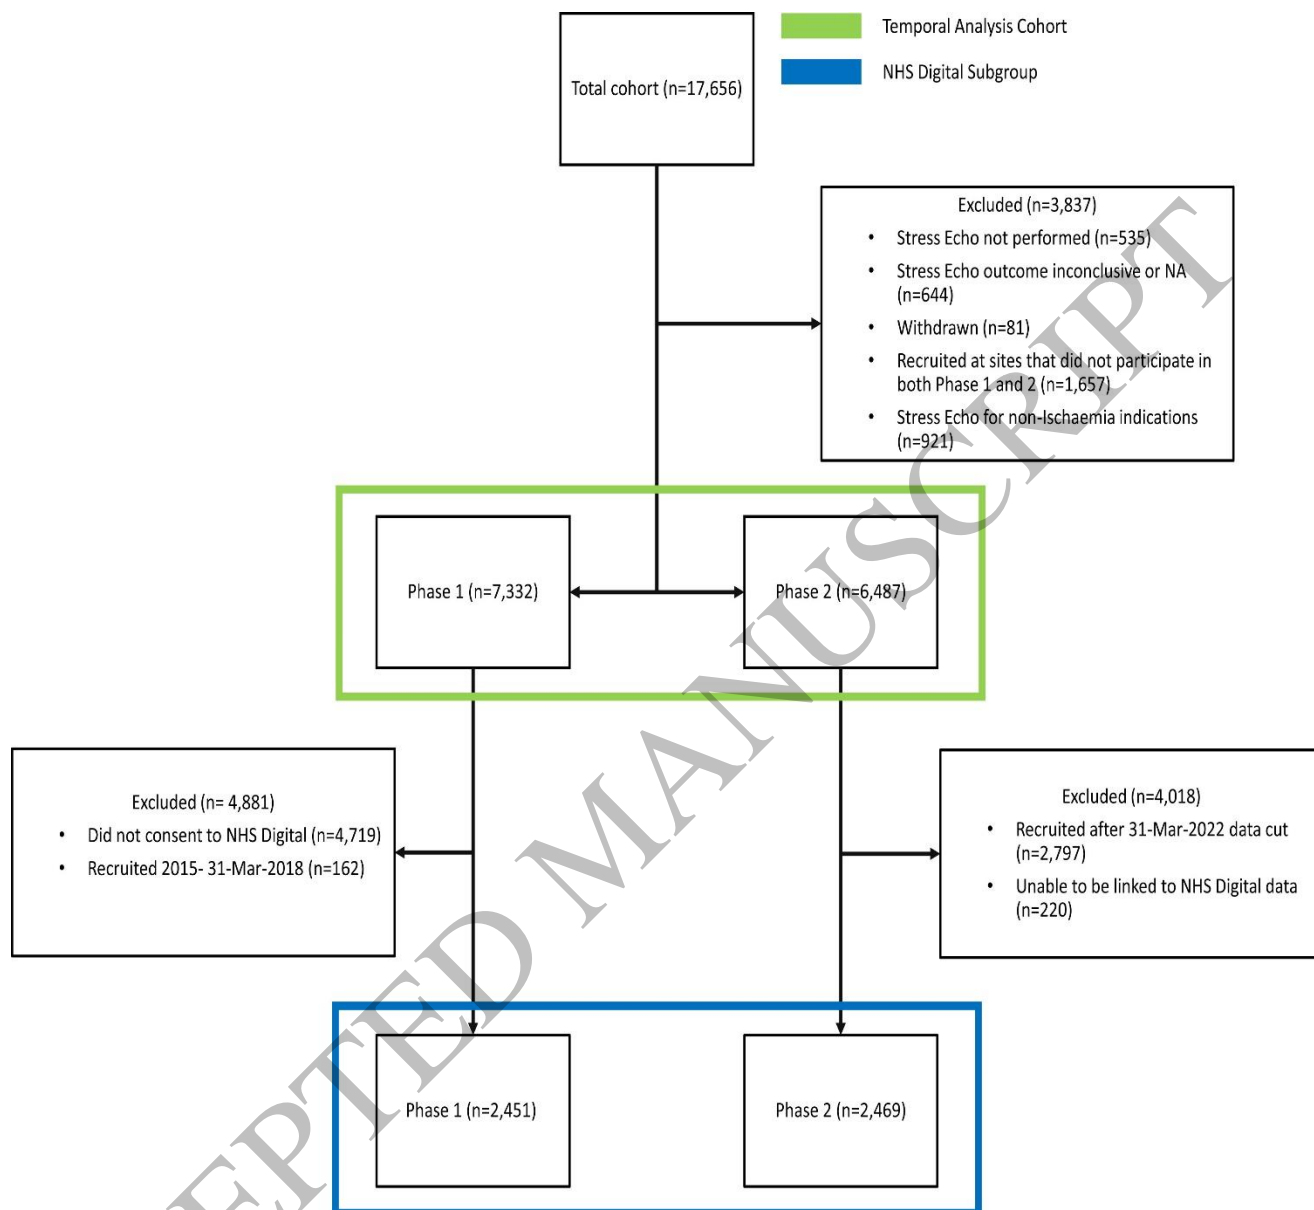 Temporal Analysis Cohort
NHS Digital Subgroup
Total cohort (n=17,656)
Excluded (n=3,837)
• Stress Echo not performed (n=535)
• Stress Echo outcome inconclusive or NA
(n=644)
• Withdrawn (n=81)
• Recruited at sites that did not participate in
both Phase 1 and 2 (n=1,657)
• Stress Echo for non-Ischaemia indications
(n=921)
Phase 1 (n=7,332)
Phase 2 (n=6,487)
Excluded (n= 4,881)
• Did not consent to NHS Digital (n=4,719)
• Recruited 2015- 31-Mar-2018 (n=162)
Excluded (n=4,018)
• Recruited after 31-Mar-2022 data cut
(n=2,797)
• Unable to be linked to NHS Digital data
(n=220)
Phase 1 (n=2,451)
Phase 2 (n=2,469)
EPTED MANUSCRIPT